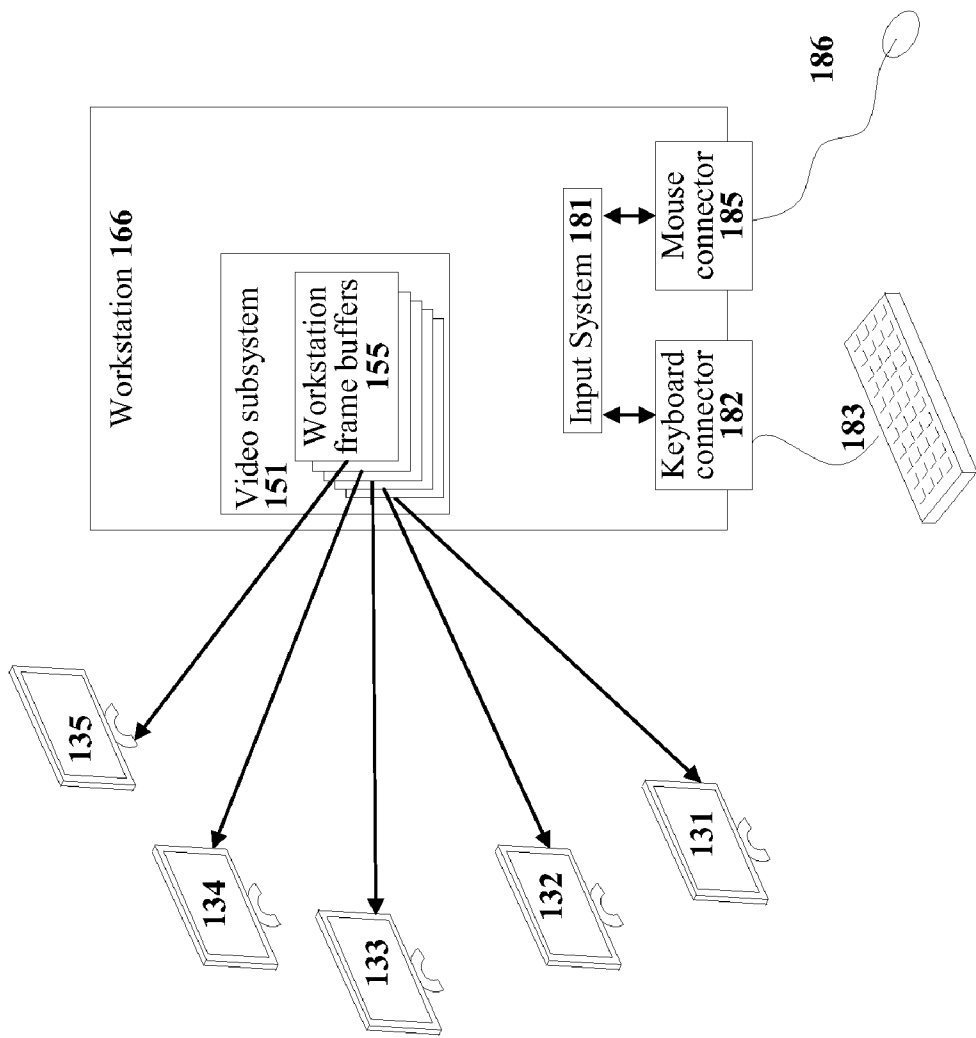 Workstation 166
Video subsystem
151
Workstation
frame buffers
155
Input System 181
Keyboard
connector
182
Mouse
connector
185
183
186
131
132
133
134
135